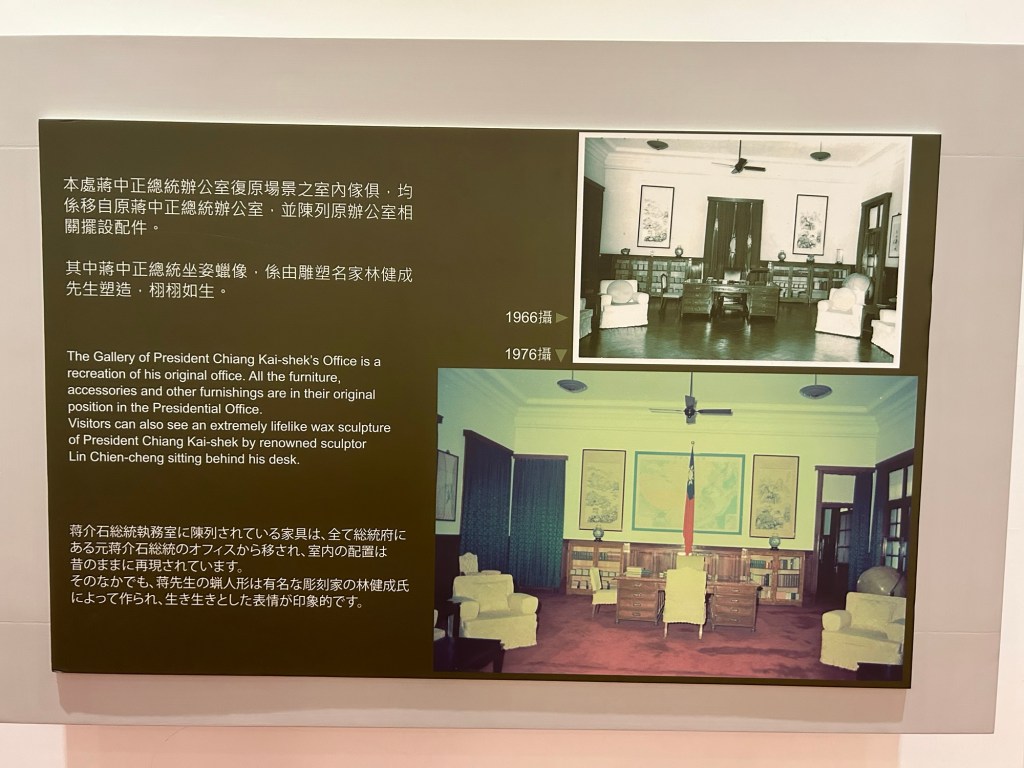 本處蔣中正總統辦公室復原場景之室內傢俱，均
係移自原蔣中正總統辦公室，並陳列原辦公室相
關擺設配件。
其中蔣中正總統坐姿蠟像，係由雕塑名家林健成
先生塑造，栩栩如生。
The Gallery of President Chiang Kai-shek's Office is a
recreation of his original office. All the furniture,
accessories and other furnishings are in their original
position in the Presidential Office.
Visitors can also see an extremely lifelike wax sculpture
of President Chiang Kai-shek by renowned sculptor
Lin Chien-cheng sitting behind his desk.
蒋介石総統執務室に陳列されている家具は、全て総統府に
ある元蒋介石総統のオフィスから移され、室内の配置は
昔のままに再現されています。
そのなかでも、蒋先生の蝋人形は有名な彫刻家の林健成氏
によって作られ、生き生きとした表情が印象的です。
1966攝
1976攝